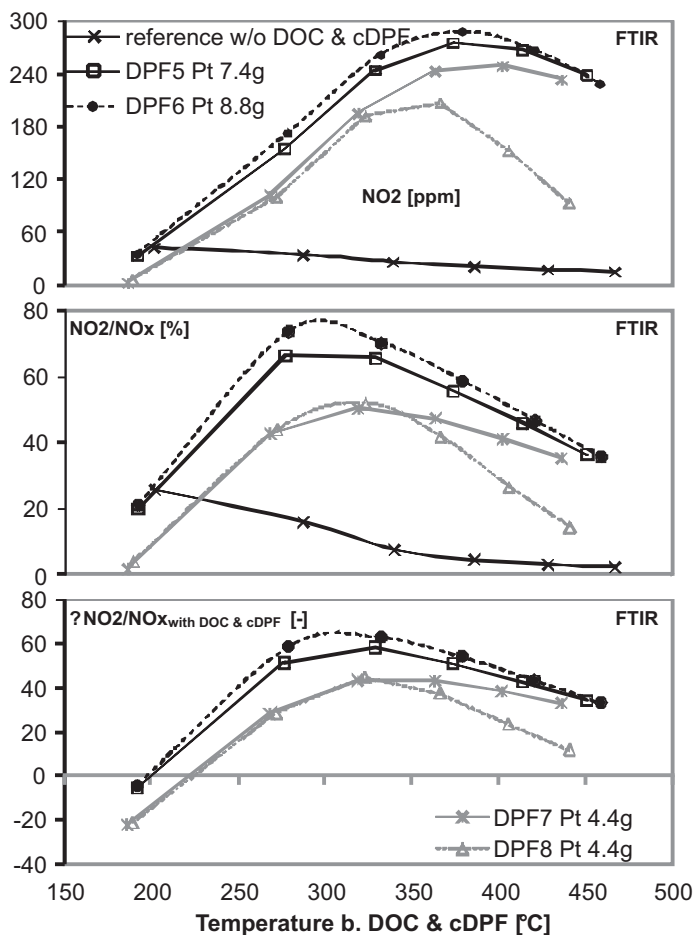 300
240
180
120
60
0
reference w/o DOC & cDPF
DPF5 Pt 7.4g
DPF6 Pt 8.8g
FTIR
NO2 [ppm]
80
60
40
20
0
NO2/NOx [%]
FTIR
80
60
40
20
0
-20
-40
?NO2/NOxwith DOC & cDPF [-]
FTIR
DPF7 Pt 4.4g
DPF8 Pt 4.4g
150 200 250 300 350 400 450 500
Temperature b. DOC & cDPF [°C]